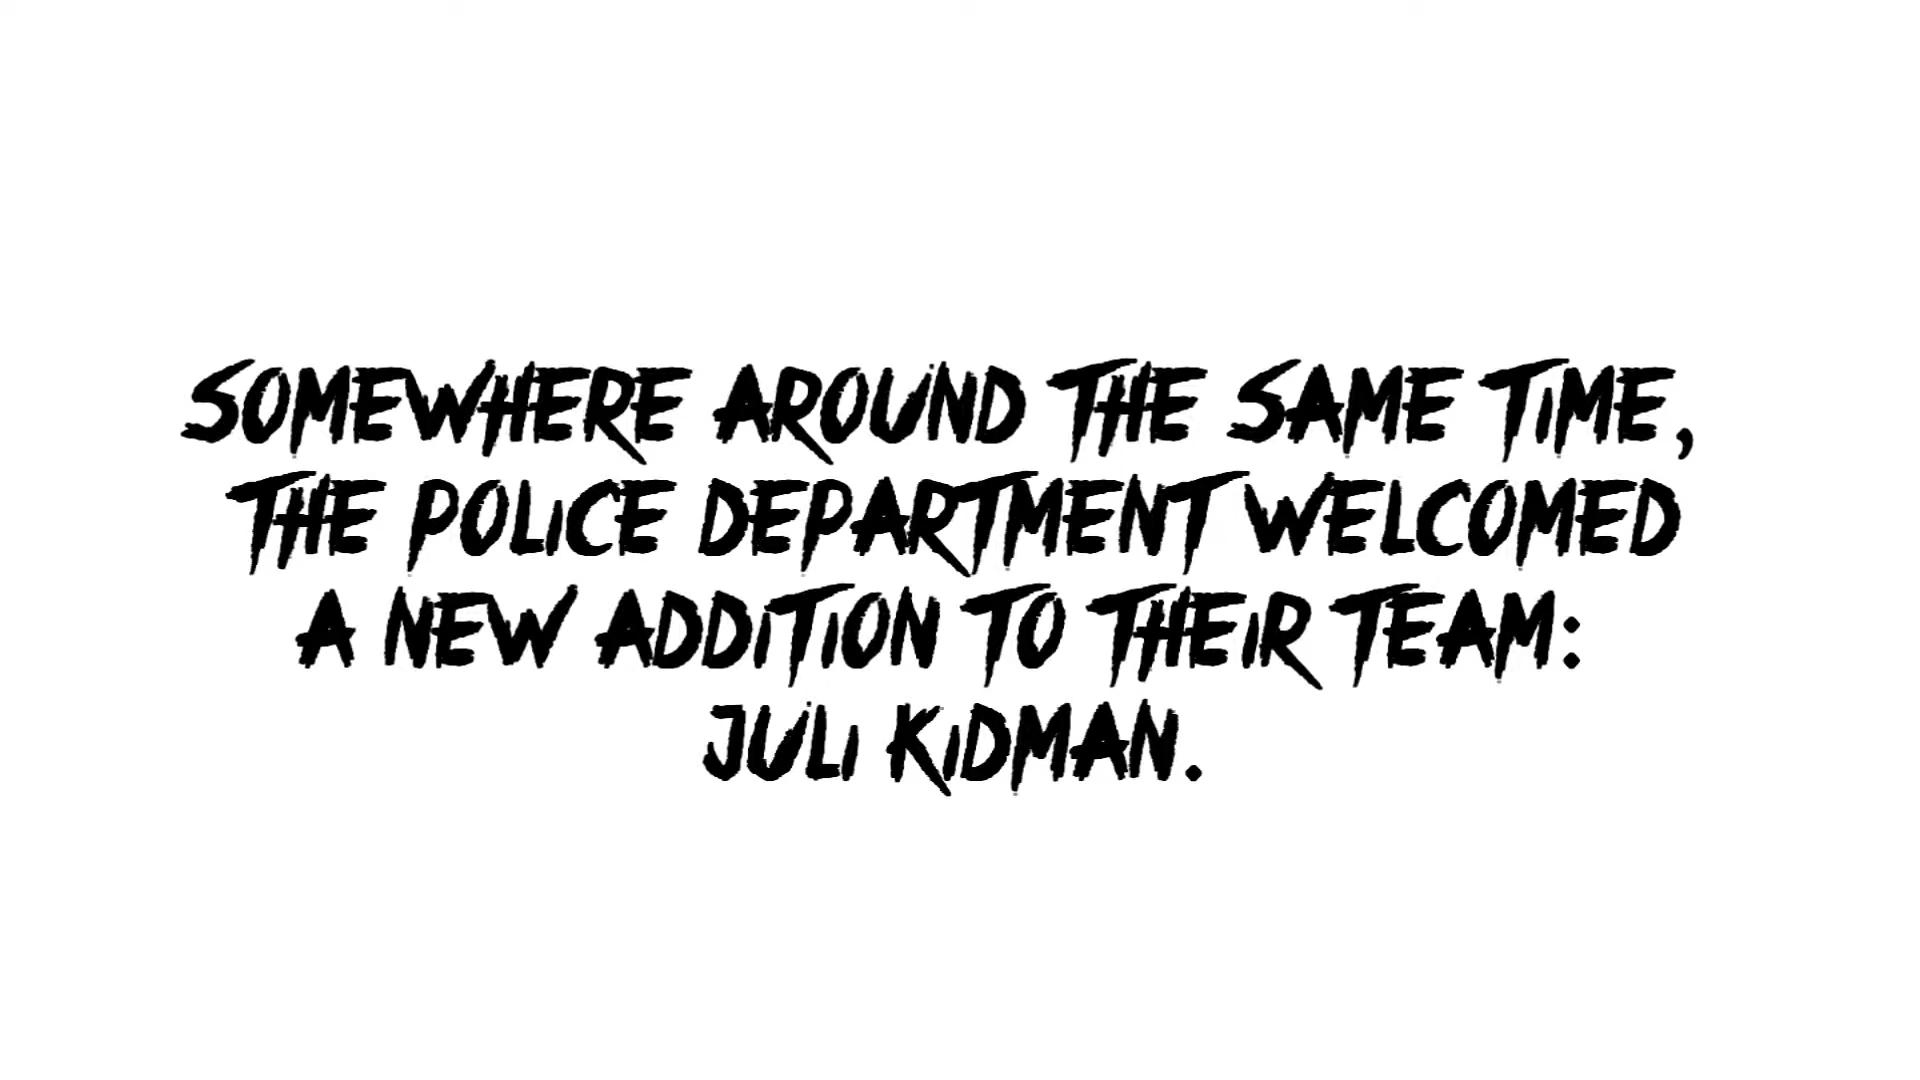 SOMEWHERE AROUND THE SAME TIME,
THE POLICE DEPARTMENT WELCOMED
A NEW ADDITION TO THEIR TEAM:
JULI KIDMAN.